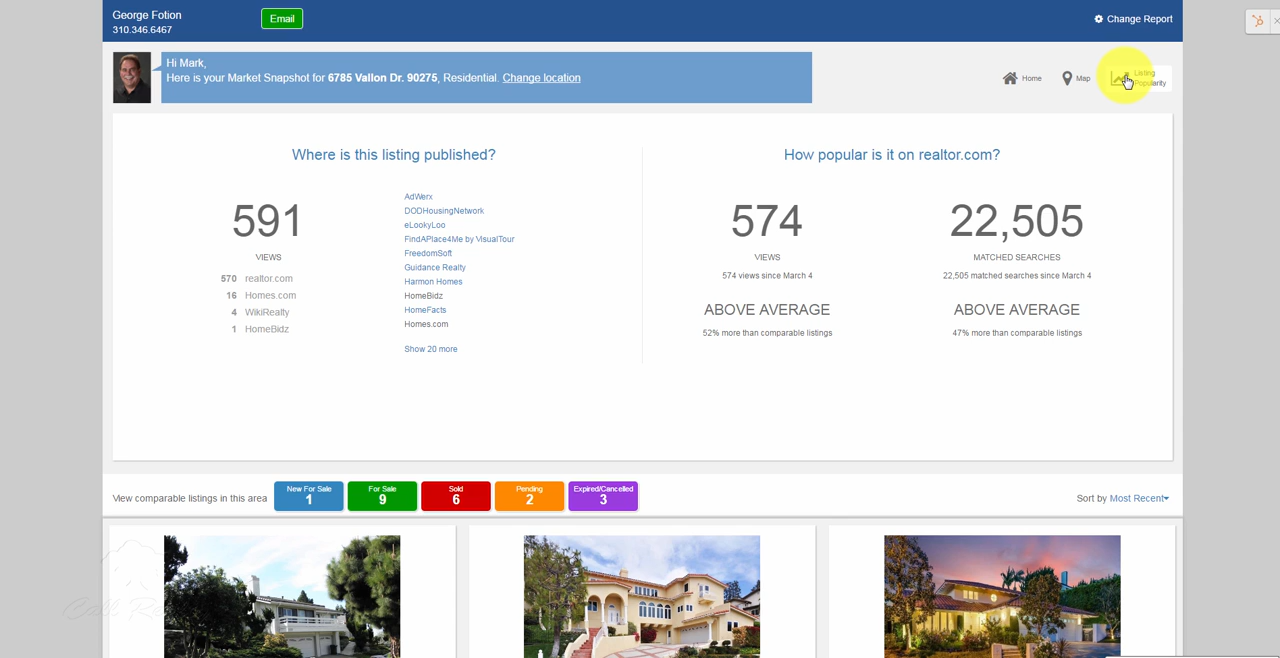 George Fotion
310.346.6467
Email
Change Report
Hi Mark,
Here is your Market Snapshot for 6785 Vallon Dr. 90275, Residential. Change location
Home
Map
Listing
Popularity
Where is this listing published?
591
VIEWS
570 realtor.com
16 Homes.com
4 WikiRealty
1 HomeBidz
AdWerx
DODHousingNetwork
eLookyLoo
FindAPlace4Me by VisualTour
FreedomSoft
Guidance Realty
Harmon Homes
HomeBidz
HomeFacts
Homes.com
Show 20 more
How popular is it on realtor.com?
574
VIEWS
574 views since March 4
ABOVE AVERAGE
52% more than comparable listings
22,505
MATCHED SEARCHES
22,505 matched searches since March 4
ABOVE AVERAGE
47% more than comparable listings
View comparable listings in this area
New For Sale
1
For Sale
9
Sold
6
Pending
2
Expired/Cancelled
3
Sort by Most Recent